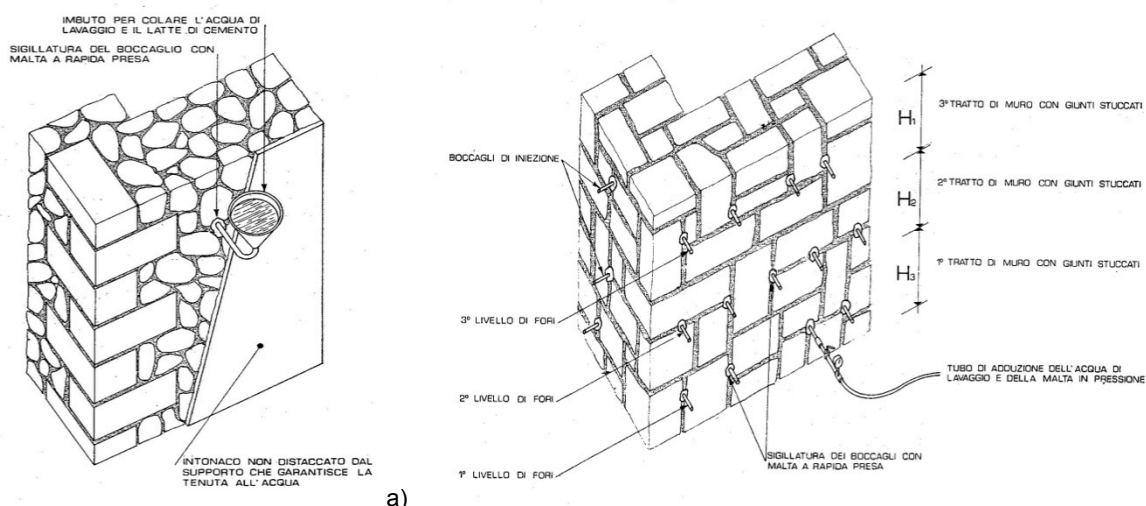 IMBUTO PER COLARE L'ACQUA DI
LAVAGGIO E IL LATTE DI CEMENTO
SIGILLATURA DEL BOCCAGLIO CON
MALTA A RAPIDA PRESA
INTONACO NON DISTACCATO DAL
SUPPORTO CHE GARANTISCE LA
TENUTA ALL'ACQUA
a)
BOCCAGLI DI INIEZIONE
3° LIVELLO DI FORI
2° LIVELLO DI FORI
1° LIVELLO DI FORI
SIGILLATURA DEI BOCCAGLI CON
MALTA A RAPIDA PRESA
H1
3° TRATTO DI MURO CON GIUNTI STUCCATI
H2
2° TRATTO DI MURO CON GIUNTI STUCCATI
H3
1° TRATTO DI MURO CON GIUNTI STUCCATI
TUBO DI ADDUZIONE DELL'ACQUA DI
LAVAGGIO E DELLA MALTA IN PRESSIONE